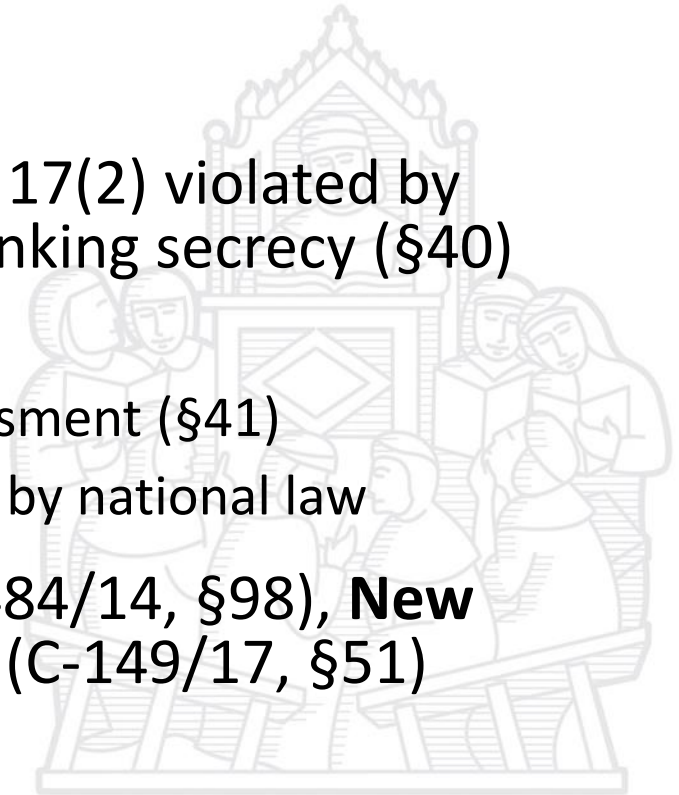 17(2) violated by
nking secrecy (§40)
sment (§41)
by national law
84/14, §98), New
(C-149/17, §51)